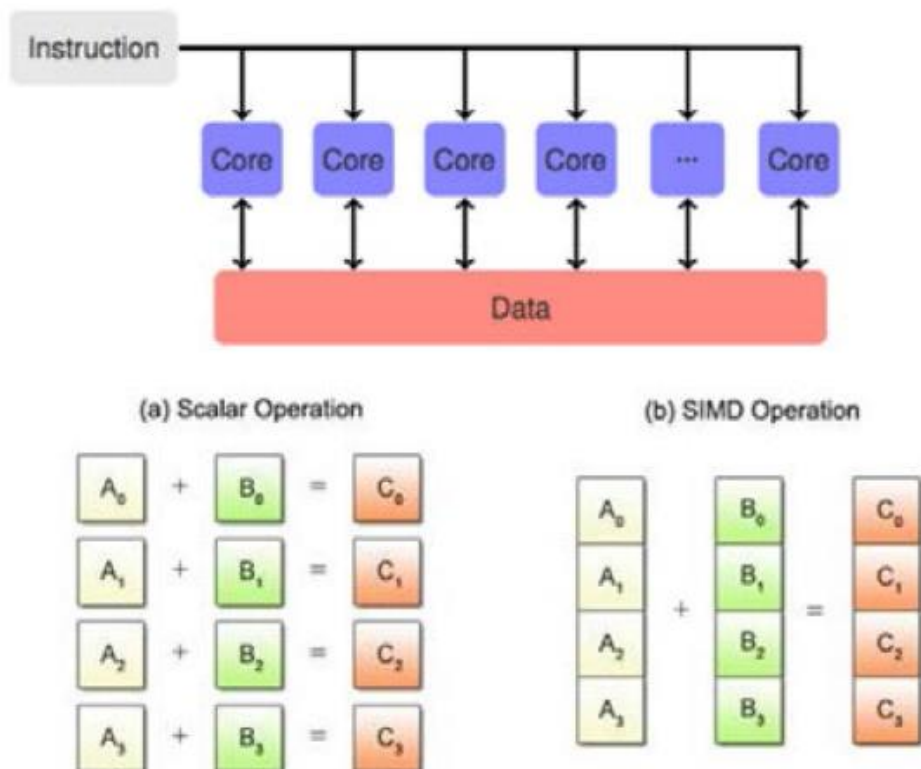 Instruction
Core Core Core Core ... Core
Data
(a) Scalar Operation
A₀ + B₀ = C₀
A₁ + B₁ = C₁
A₂ + B₂ = C₂
A₃ + B₃ = C₃
(b) SIMD Operation
A₀ B₀ C₀
A₁ B₁ C₁
+ =
A₂ B₂ C₂
A₃ B₃ C₃